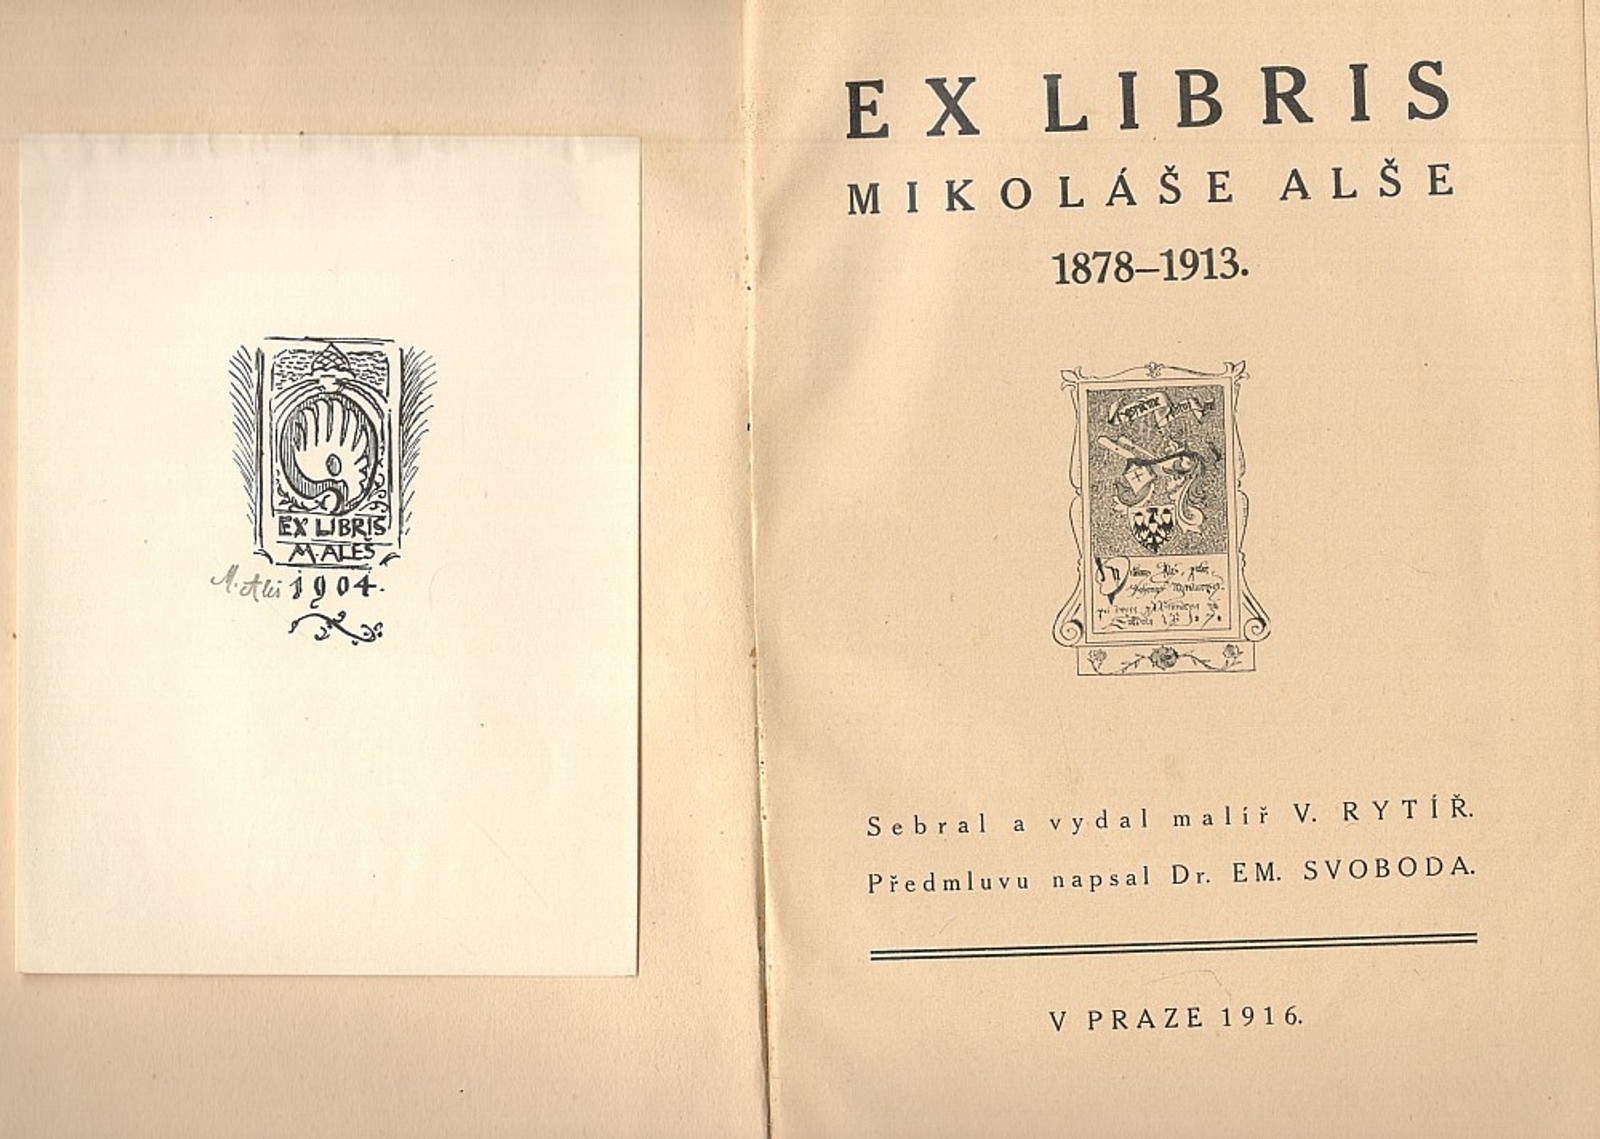 EX LIBRIS
M. ALEŠ
M. Aleš 1904.
EX LIBRIS
MIKOLÁŠE ALŠE
1878–1913.
Sebral a vydal malíř V. RYTÍŘ.
Předmluvu napsal Dr. EM. SVOBODA.
V PRAZE 1916.